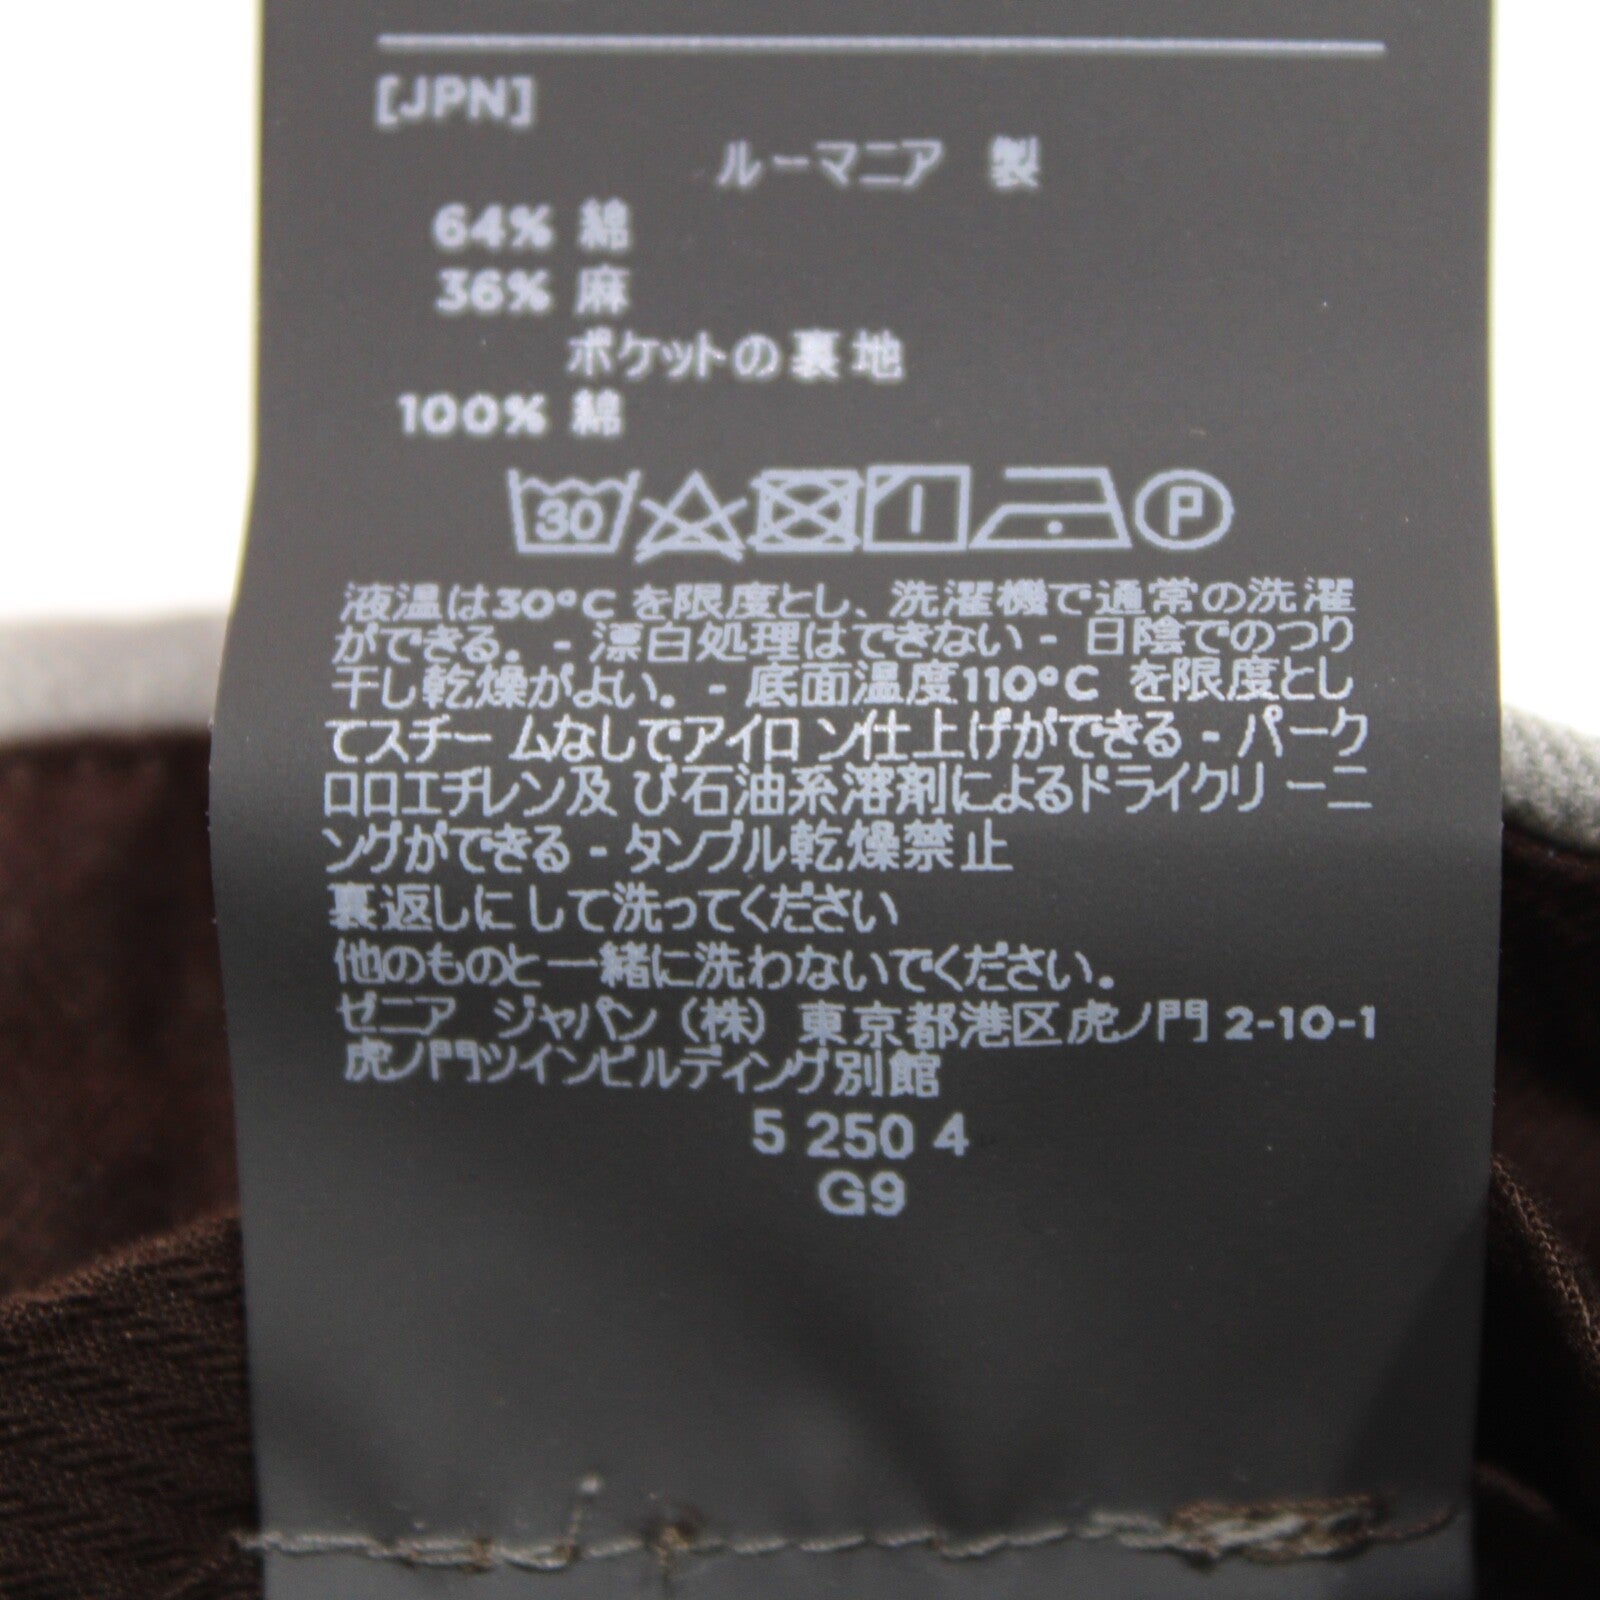 [JPN]
ルーマニア 製
64% 綿
36% 麻
ポケットの裏地
100% 綿
30 P
液温は30°C を限度とし、洗濯機で通常の洗濯
ができる。- 漂白処理はできない - 日陰でのつり
干し乾燥がよい。- 底面温度110°C を限度とし
てスチー ムなしでアイロ ン仕上げができる - パーク
ロロエチレン及 び石油系溶剤によるドライクリ ーニ
ングができる - タンブル乾燥禁止
裏返しに して洗ってください
他のものと一緒に洗わないでください.
ゼニア ジャパン (株) 東京都港区虎ノ門 2-10-1
虎ノ門ツインビルディング別館
5 250 4
G9